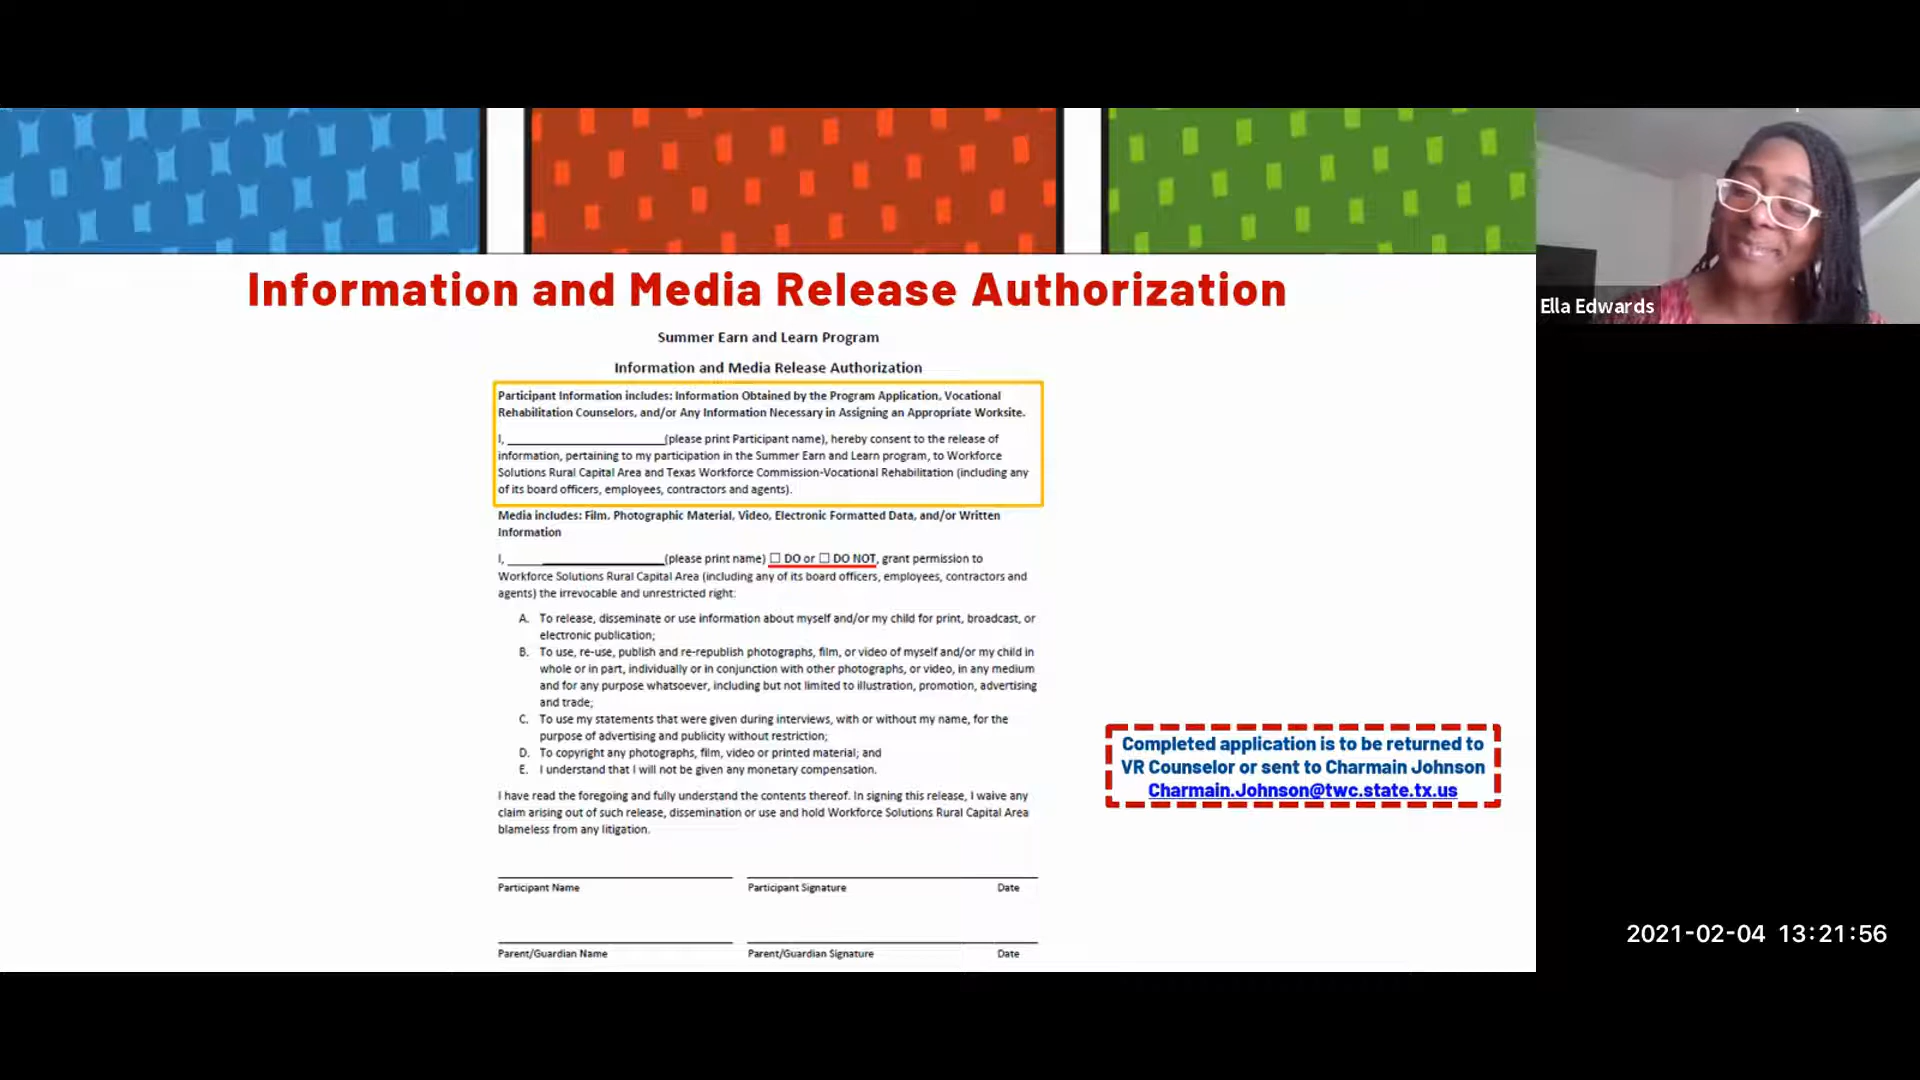 Information and Media Release Authorization
Summer Earn and Learn Program
Information and Media Release Authorization
Participant Information includes: Information Obtained by the Program Application, Vocational
Rehabilitation Counselors, and/or Any Information Necessary in Assigning an Appropriate Worksite.
I, _________________________(please print Participant name), hereby consent to the release of
information, pertaining to my participation in the Summer Earn and Learn program, to Workforce
Solutions Rural Capital Area and Texas Workforce Commission-Vocational Rehabilitation (including any
of its board officers, employees, contractors and agents).
Media includes: Film. Photographic Material, Video, Electronic Formatted Data, and/or Written
Information
I, _________________________(please print name) ☐ DO or ☐ DO NOT, grant permission to
Workforce Solutions Rural Capital Area (including any of its board officers, employees, contractors and
agents) the irrevocable and unrestricted right:
A. To release, disseminate or use information about myself and/or my child for print, broadcast, or
electronic publication;
B. To use, re-use, publish and re-republish photographs, film, or video of myself and/or my child in
whole or in part, individually or in conjunction with other photographs, or video, in any medium
and for any purpose whatsoever, including but not limited to illustration, promotion, advertising
and trade;
C. To use my statements that were given during interviews, with or without my name, for the
purpose of advertising and publicity without restriction;
D. To copyright any photographs, film, video or printed material; and
E. I understand that I will not be given any monetary compensation.
I have read the foregoing and fully understand the contents thereof. In signing this release, I waive any
claim arising out of such release, dissemination or use and hold Workforce Solutions Rural Capital Area
blameless from any litigation.
Participant Name Participant Signature Date
Parent/Guardian Name Parent/Guardian Signature Date
Completed application is to be returned to
VR Counselor or sent to Charmain Johnson
Charmain.Johnson@twc.state.tx.us
Ella Edwards
2021-02-04 13:21:56